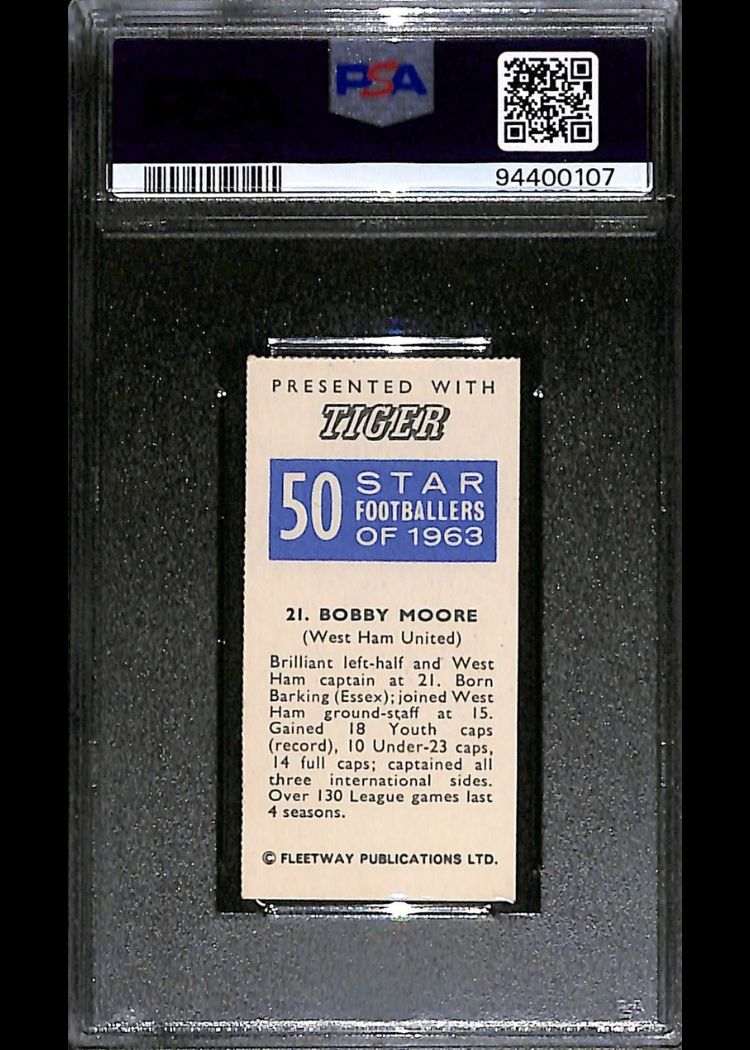 PSA
94400107
PRESENTED WITH
TIGER
50 STAR
FOOTBALLERS
OF 1963
21. BOBBY MOORE
(West Ham United)
Brilliant left-half and West
Ham captain at 21. Born
Barking (Essex); joined West
Ham ground-staff at 15.
Gained 18 Youth caps
(record), 10 Under-23 caps,
14 full caps; captained all
three international sides.
Over 130 League games last
4 seasons.
© FLEETWAY PUBLICATIONS LTD.